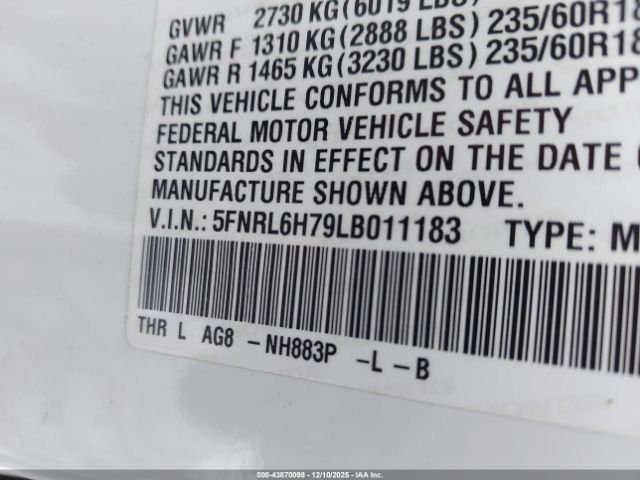 GVWR 2730 KG (6019 LBS)
GAWR F 1310 KG (2888 LBS) 235/60R18
GAWR R 1465 KG (3230 LBS) 235/60R18
THIS VEHICLE CONFORMS TO ALL APP
FEDERAL MOTOR VEHICLE SAFETY
STANDARDS IN EFFECT ON THE DATE
MANUFACTURE SHOWN ABOVE.
V.I.N.: 5FNRL6H79LB011183 TYPE: M
THR L AG8 - NH883P - L - B
000-43870098 - 12/10/2025 - IAA Inc.